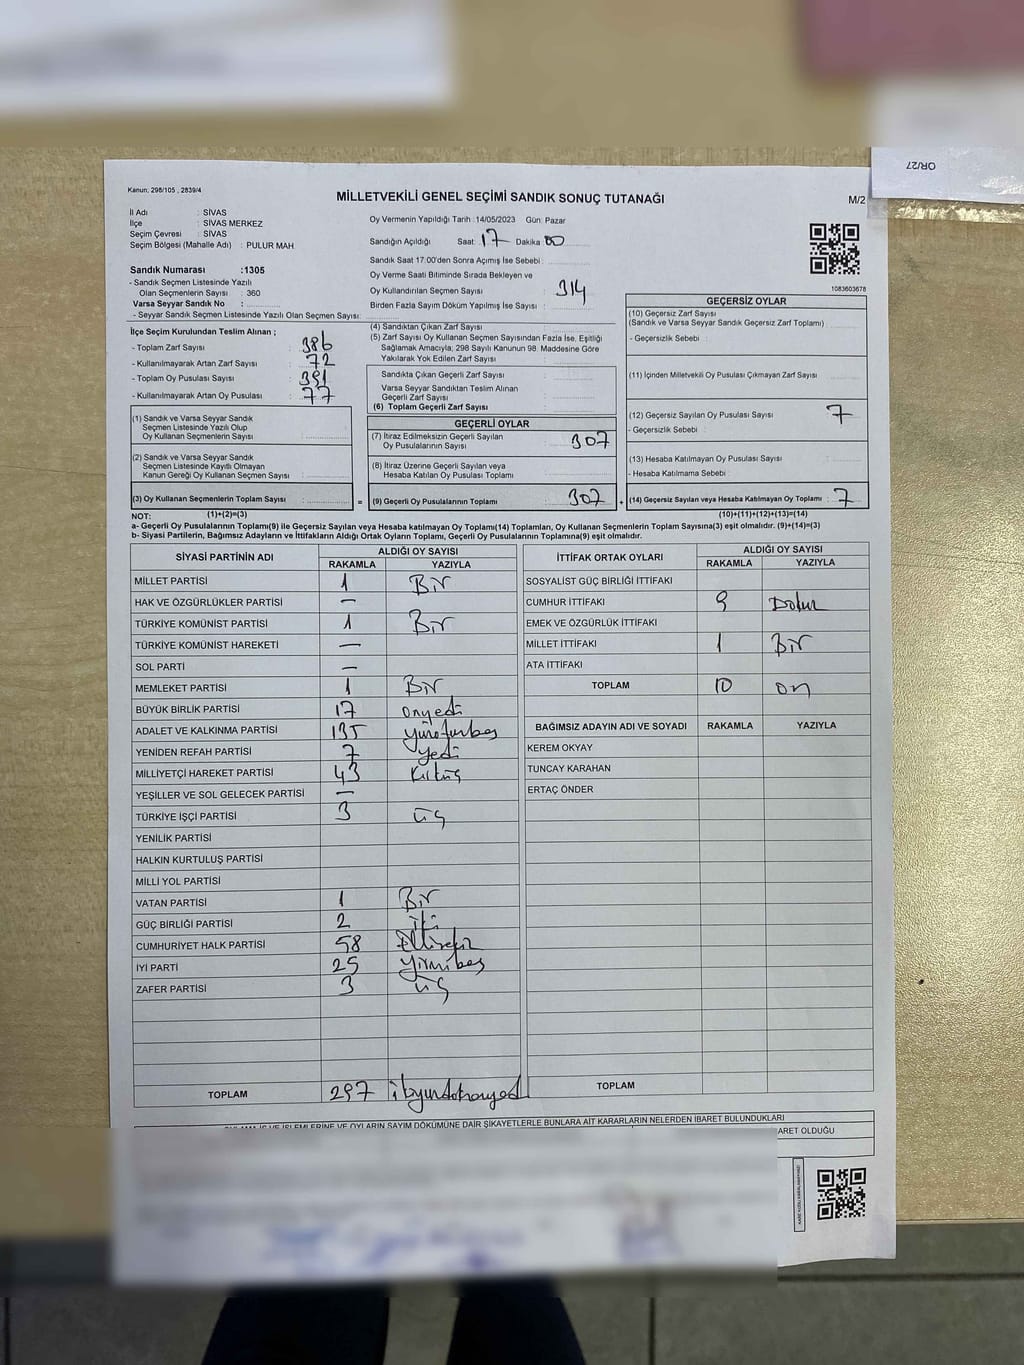 OR/27
Kanun: 298/105 , 2839/4
MİLLETVEKİLİ GENEL SEÇİMİ SANDIK SONUÇ TUTANAĞI
M/2
İl Adı : SİVAS
İlçe : SİVAS MERKEZ
Seçim Çevresi : SİVAS
Seçim Bölgesi (Mahalle Adı) : PULUR MAH.
Sandık Numarası :1305
- Sandık Seçmen Listesinde Yazılı
Olan Seçmenlerin Sayısı : 360
Varsa Seyyar Sandık No :
- Seyyar Sandık Seçmen Listesinde Yazılı Olan Seçmen Sayısı:
Oy Vermenin Yapıldığı Tarih :14/05/2023 Gün: Pazar
Sandığın Açıldığı Saat: 17 Dakika 00
Sandık Saat 17.00'den Sonra Açımış İse Sebebi :
Oy Verme Saati Bitiminde Sırada Bekleyen ve
Oy Kullandırılan Seçmen Sayısı : 314
Birden Fazla Sayım Döküm Yapılmış İse Sayısı :
1083603678
İlçe Seçim Kurulundan Teslim Alınan ;
- Toplam Zarf Sayısı : 386
- Kullanılmayarak Artan Zarf Sayısı : 72
- Toplam Oy Pusulası Sayısı : 391
- Kullanılmayarak Artan Oy Pusulası : 77
(1) Sandık ve Varsa Seyyar Sandık
Seçmen Listesinde Yazılı Olup
Oy Kullanan Seçmenlerin Sayısı :
(2) Sandık ve Varsa Seyyar Sandık
Seçmen Listesinde Kayıtlı Olmayan
Kanun Gereği Oy Kullanan Seçmen Sayısı :
(3) Oy Kullanan Seçmenlerin Toplam Sayısı :
(4) Sandıktan Çıkan Zarf Sayısı :
(5) Zarf Sayısı Oy Kullanan Seçmen Sayısından Fazla İse, Eşitliği
Sağlamak Amacıyla; 298 Sayılı Kanunun 98. Maddesine Göre
Yakılarak Yok Edilen Zarf Sayısı :
Sandıkta Çıkan Geçerli Zarf Sayısı :
Varsa Seyyar Sandıktan Teslim Alınan
Geçerli Zarf Sayısı :
(6) Toplam Geçerli Zarf Sayısı :
GEÇERLİ OYLAR
(7) İtiraz Edilmeksizin Geçerli Sayılan
Oy Pusulalarının Sayısı : 307
(8) İtiraz Üzerine Geçerli Sayılan veya
Hesaba Katılan Oy Pusulası Toplamı :
= (9) Geçerli Oy Pusulalarının Toplamı : 307 +
GEÇERSİZ OYLAR
(10) Geçersiz Zarf Sayısı
(Sandık ve Varsa Seyyar Sandık Geçersiz Zarf Toplamı) :
- Geçersizlik Sebebi :
(11) İçinden Milletvekili Oy Pusulası Çıkmayan Zarf Sayısı :
(12) Geçersiz Sayılan Oy Pusulası Sayısı : 7
- Geçersizlik Sebebi :
(13) Hesaba Katılmayan Oy Pusulası Sayısı :
- Hesaba Katılmama Sebebi :
(14) Geçersiz Sayılan veya Hesaba Katılmayan Oy Toplamı : 7
NOT: (1)+(2)=(3) (10)+(11)+(12)+(13)=(14)
a- Geçerli Oy Pusulalarının Toplamı(9) ile Geçersiz Sayılan veya Hesaba katılmayan Oy Toplamı(14) Toplamları, Oy Kullanan Seçmenlerin Toplam Sayısına(3) eşit olmalıdır. (9)+(14)=(3)
b- Siyasi Partilerin, Bağımsız Adayların ve İttifakların Aldığı Ortak Oyların Toplamı, Geçerli Oy Pusulalarının Toplamına(9) eşit olmalıdır.
SİYASİ PARTİNİN ADI ALDIĞI OY SAYISI
RAKAMLA YAZIYLA
MİLLET PARTİSİ 1 Bir
HAK VE ÖZGÜRLÜKLER PARTİSİ —
TÜRKİYE KOMÜNİST PARTİSİ 1 Bir
TÜRKİYE KOMÜNİST HAREKETİ —
SOL PARTİ —
MEMLEKET PARTİSİ 1 Bir
BÜYÜK BİRLİK PARTİSİ 17 onyedi
ADALET VE KALKINMA PARTİSİ 135
YENİDEN REFAH PARTİSİ 7 yedi
MİLLİYETÇİ HAREKET PARTİSİ 43
YEŞİLLER VE SOL GELECEK PARTİSİ —
TÜRKİYE İŞÇİ PARTİSİ 3 üç
YENİLİK PARTİSİ
HALKIN KURTULUŞ PARTİSİ
MİLLİ YOL PARTİSİ
VATAN PARTİSİ 1 Bir
GÜÇ BİRLİĞİ PARTİSİ 2 iki
CUMHURİYET HALK PARTİSİ 58 Ellisekiz
İYİ PARTİ 25 yirmibeş
ZAFER PARTİSİ 3 üç
TOPLAM 297
İTTİFAK ORTAK OYLARI ALDIĞI OY SAYISI
RAKAMLA YAZIYLA
SOSYALİST GÜÇ BİRLİĞİ İTTİFAKI
CUMHUR İTTİFAKI 9 Dokuz
EMEK VE ÖZGÜRLÜK İTTİFAKI
MİLLET İTTİFAKI 1 Bir
ATA İTTİFAKI
TOPLAM 10 on
BAĞIMSIZ ADAYIN ADI VE SOYADI RAKAMLA YAZIYLA
KEREM OKYAY
TUNCAY KARAHAN
ERTAÇ ÖNDER
TOPLAM
İŞLEMLERİNE VE OYLARIN SAYIM DÖKÜMÜNE DAİR ŞİKAYETLERLE BUNLARA AİT KARARLARIN NELERDEN İBARET BULUNDUKLARI
OLDUĞU